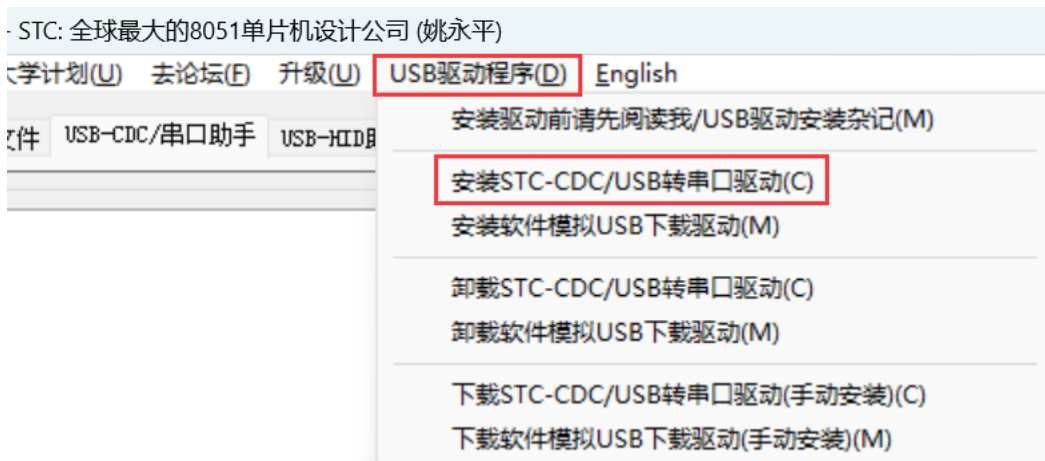 - STC: 全球最大的8051单片机设计公司 (姚永平)
大学计划(U) 去论坛(F) 升级(U) USB驱动程序(D) English
文件 USB-CDC/串口助手 USB-HID
安装驱动前请先阅读我/USB驱动安装杂记(M)
安装STC-CDC/USB转串口驱动(C)
安装软件模拟USB下载驱动(M)
卸载STC-CDC/USB转串口驱动(C)
卸载软件模拟USB下载驱动(M)
下载STC-CDC/USB转串口驱动(手动安装)(C)
下载软件模拟USB下载驱动(手动安装)(M)